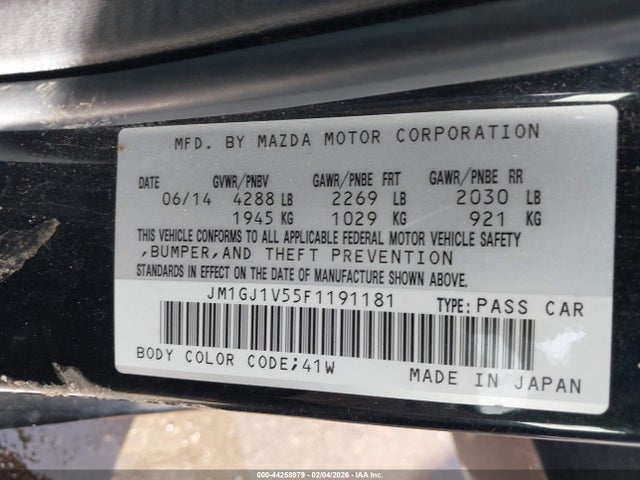 MFD. BY MAZDA MOTOR CORPORATION
DATE GVWR/PNBV GAWR/PNBE FRT GAWR/PNBE RR
06/14 4288 LB 2269 LB 2030 LB
1945 KG 1029 KG 921 KG
THIS VEHICLE CONFORMS TO ALL APPLICABLE FEDERAL MOTOR VEHICLE SAFETY
,BUMPER,AND THEFT PREVENTION
STANDARDS IN EFFECT ON THE DATE OF MANUFACTURE SHOWN ABOVE.
JM1GJ1V55F1191181 TYPE: PASS CAR
BODY COLOR CODE;41W MADE IN JAPAN
000-44258979 - 02/04/2026 - IAAI.COM